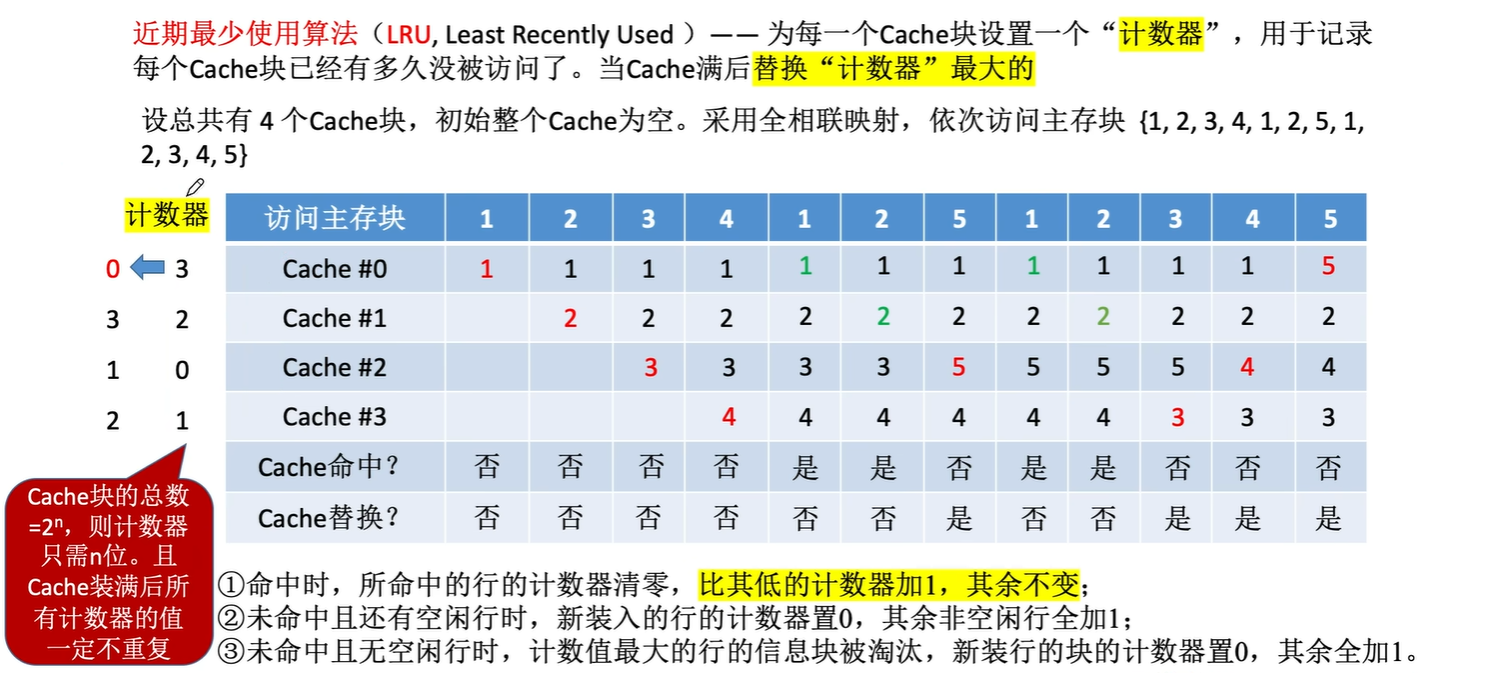 近期最少使用算法（LRU, Least Recently Used ）—— 为每一个Cache块设置一个“计数器”，用于记录
每个Cache块已经有多久没被访问了。当Cache满后替换“计数器”最大的
设总共有 4 个Cache块，初始整个Cache为空。采用全相联映射，依次访问主存块 {1, 2, 3, 4, 1, 2, 5, 1,
2, 3, 4, 5}
计数器 访问主存块 1 2 3 4 1 2 5 1 2 3 4 5
0 3 Cache #0 1 1 1 1 1 1 1 1 1 1 1 5
3 2 Cache #1 2 2 2 2 2 2 2 2 2 2 2
1 0 Cache #2 3 3 3 3 5 5 5 5 4 4
2 1 Cache #3 4 4 4 4 4 4 3 3 3
Cache命中？ 否 否 否 否 是 是 否 是 是 否 否 否
Cache替换？ 否 否 否 否 否 否 是 否 否 是 是 是
Cache块的总数
=2ⁿ，则计数器
只需n位。且
Cache装满后所
有计数器的值
一定不重复
①命中时，所命中的行的计数器清零，比其低的计数器加1，其余不变；
②未命中且还有空闲行时，新装入的行的计数器置0，其余非空闲行全加1；
③未命中且无空闲行时，计数值最大的行的信息块被淘汰，新装行的块的计数器置0，其余全加1。